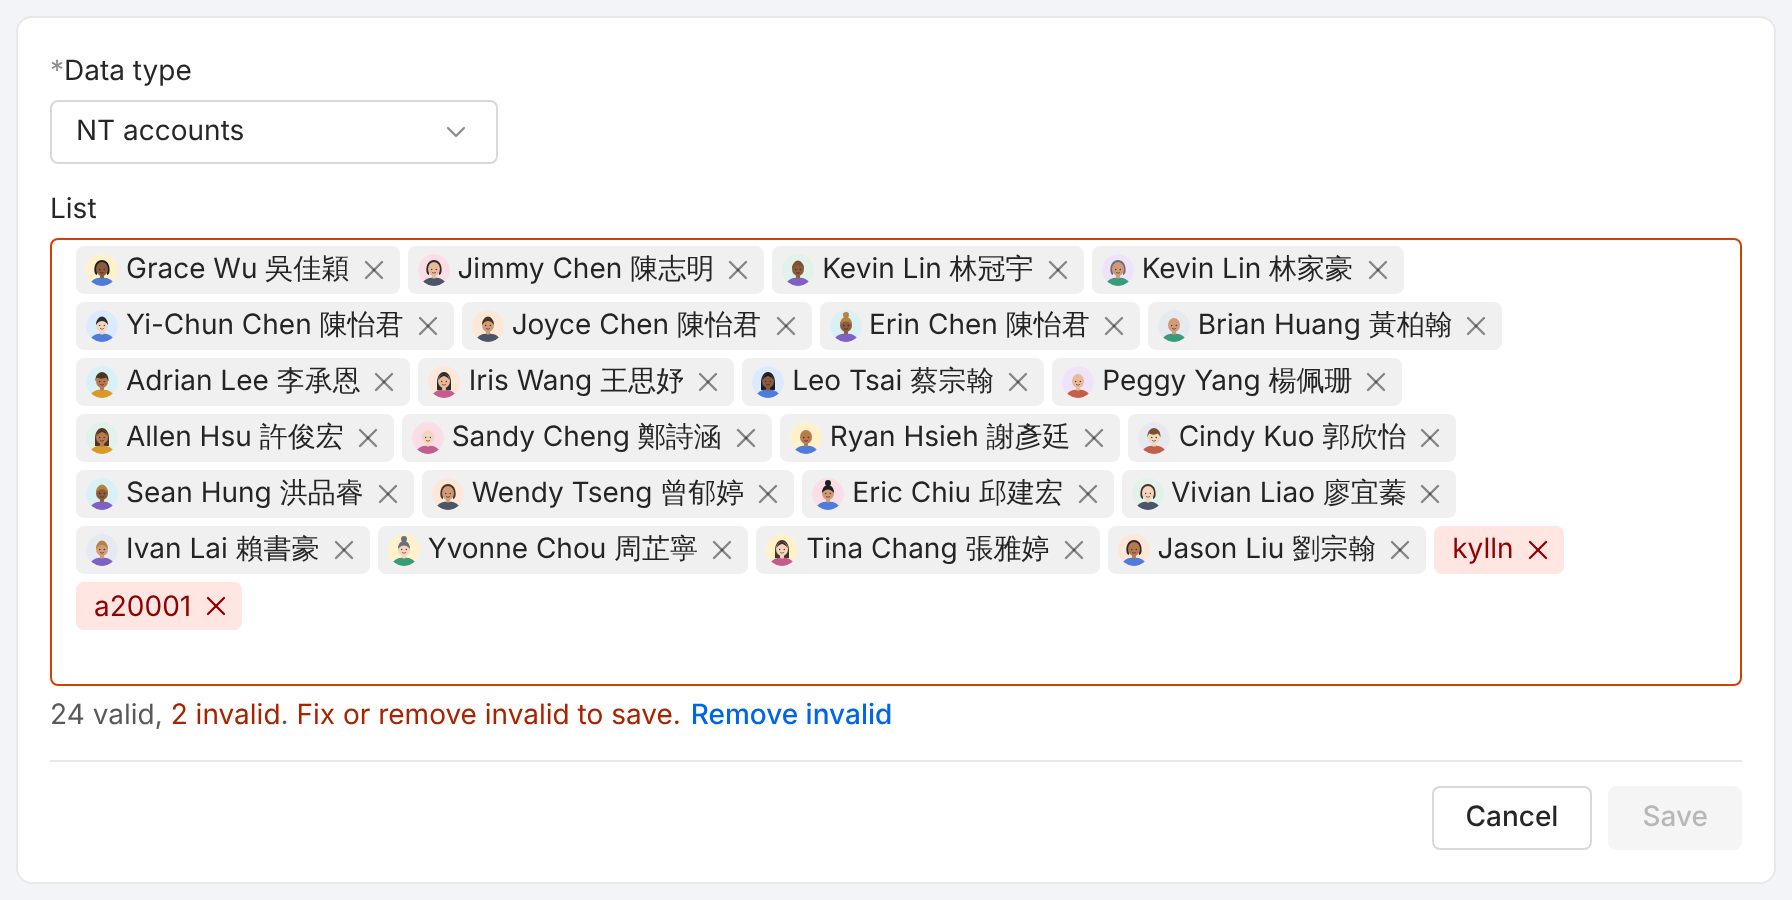 *Data type
NT accounts
List
Grace Wu 吳佳穎 Jimmy Chen 陳志明 Kevin Lin 林冠宇 Kevin Lin 林家豪
Yi-Chun Chen 陳怡君 Joyce Chen 陳怡君 Erin Chen 陳怡君 Brian Huang 黃柏翰
Adrian Lee 李承恩 Iris Wang 王思妤 Leo Tsai 蔡宗翰 Peggy Yang 楊佩珊
Allen Hsu 許俊宏 Sandy Cheng 鄭詩涵 Ryan Hsieh 謝彥廷 Cindy Kuo 郭欣怡
Sean Hung 洪品睿 Wendy Tseng 曾郁婷 Eric Chiu 邱建宏 Vivian Liao 廖宜蓁
Ivan Lai 賴書豪 Yvonne Chou 周芷寧 Tina Chang 張雅婷 Jason Liu 劉宗翰 kylln
a20001
24 valid, 2 invalid. Fix or remove invalid to save. Remove invalid
Cancel Save